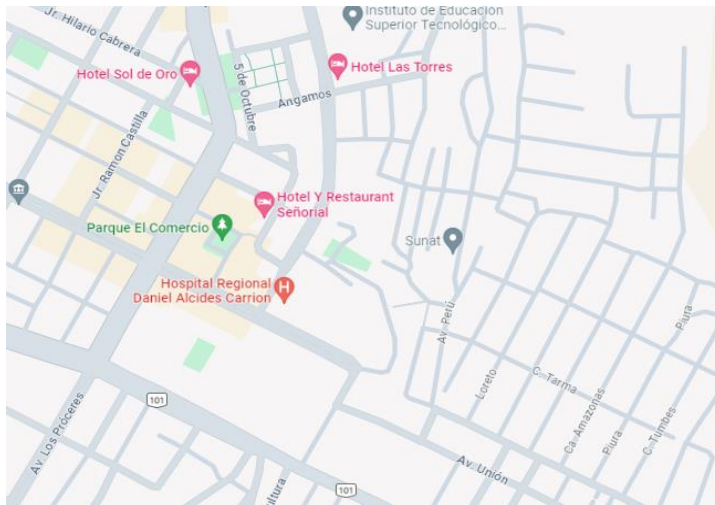 Instituto de Educación
Superior Tecnológico...
Jr. Hilario Cabrera
Hotel Sol de Oro
Hotel Las Torres
5 de Octubre
Angamos
Jr. Ramon Castilla
Hotel Y Restaurant
Señorial
Parque El Comercio
Sunat
Hospital Regional
Daniel Alcides Carrion
Av. Perú
Piura
Loreto
C. Tarma
101
Ca. Amazonas
Piura
C. Tumbes
Av. Los Próceres
Av. Unión
101